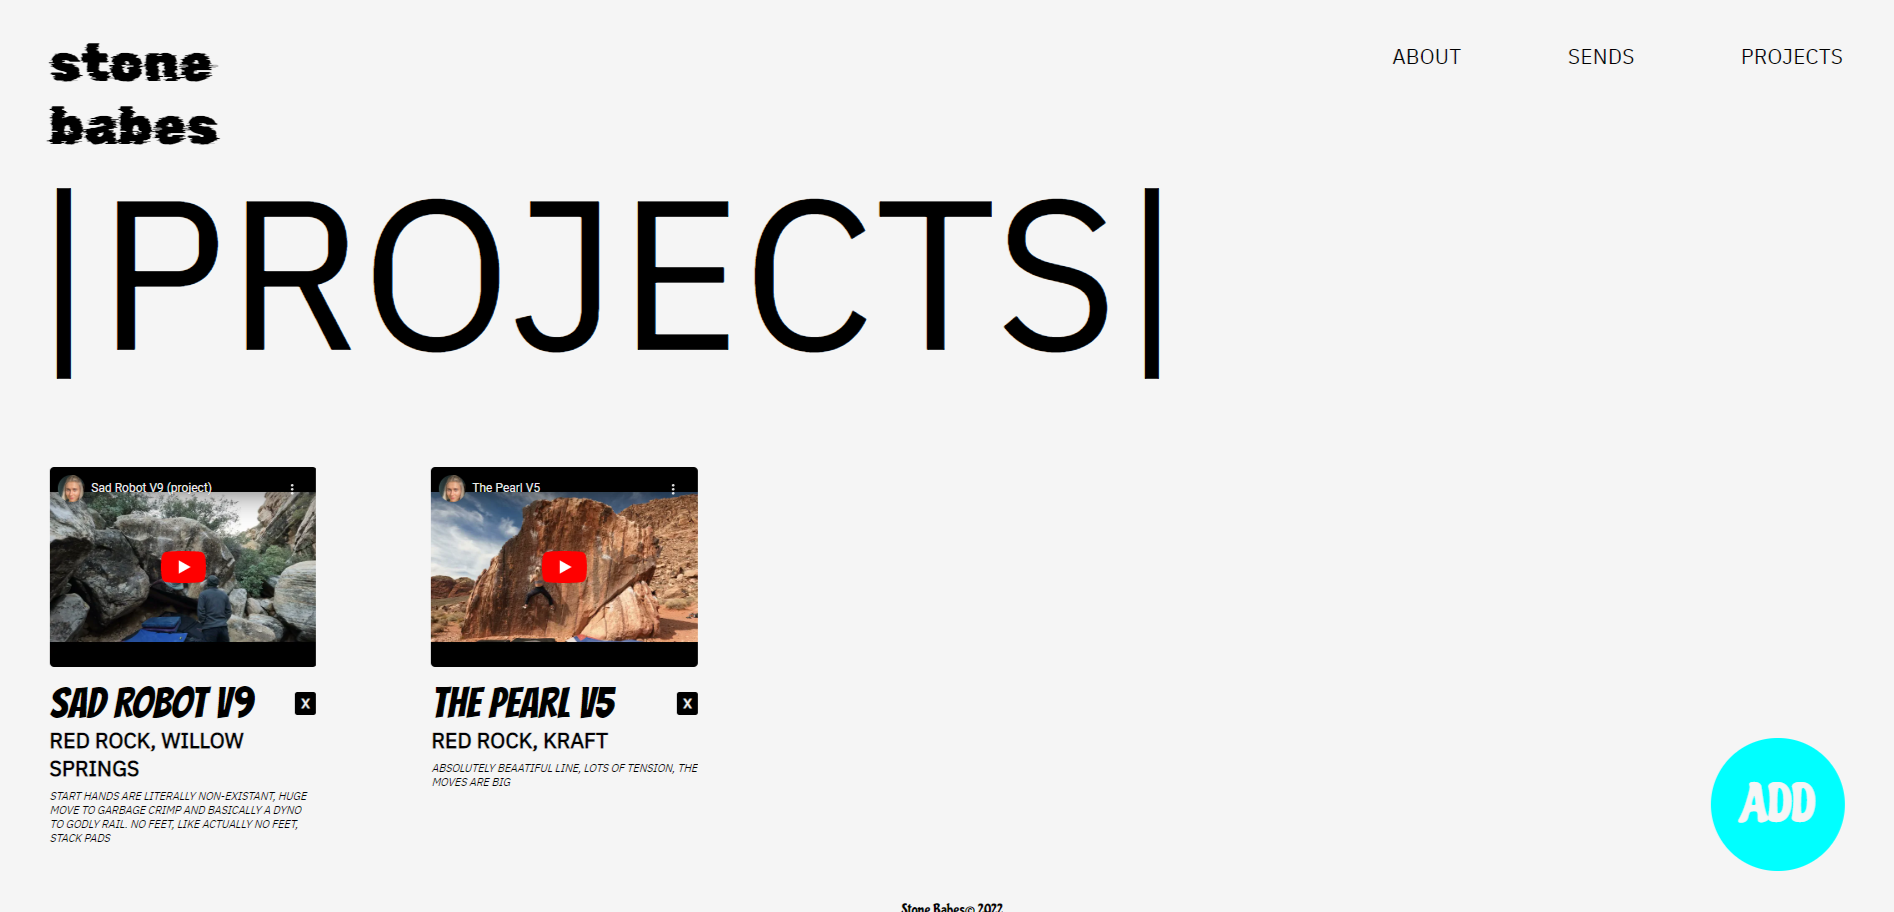 stone
babes
ABOUT SENDS PROJECTS
|PROJECTS|
Sad Robot V9 (project)
SAD ROBOT V9 X
RED ROCK, WILLOW
SPRINGS
START HANDS ARE LITERALLY NON-EXISTANT, HUGE
MOVE TO GARBAGE CRIMP AND BASICALLY A DYNO
TO GODLY RAIL. NO FEET, LIKE ACTUALLY NO FEET,
STACK PADS
The Pearl V5
THE PEARL V5 X
RED ROCK, KRAFT
ABSOLUTELY BEAATIFUL LINE, LOTS OF TENSION, THE
MOVES ARE BIG
ADD
Stone Babes© 2022